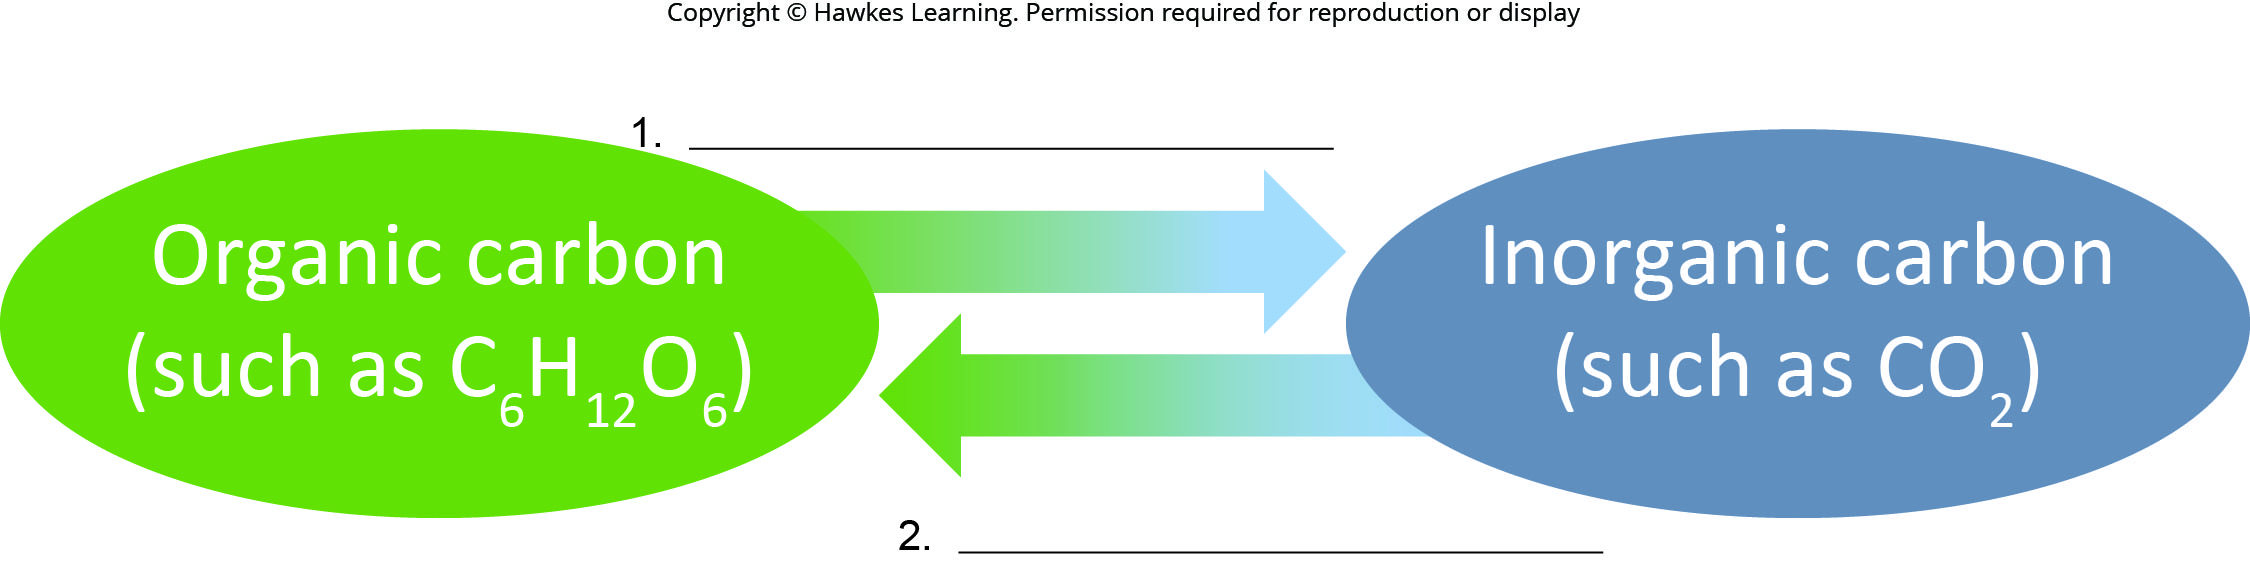 Copyright © Hawkes Learning. Permission required for reproduction or display
1.
Organic carbon
(such as C₆H₁₂O₆)
Inorganic carbon
(such as CO₂)
2.